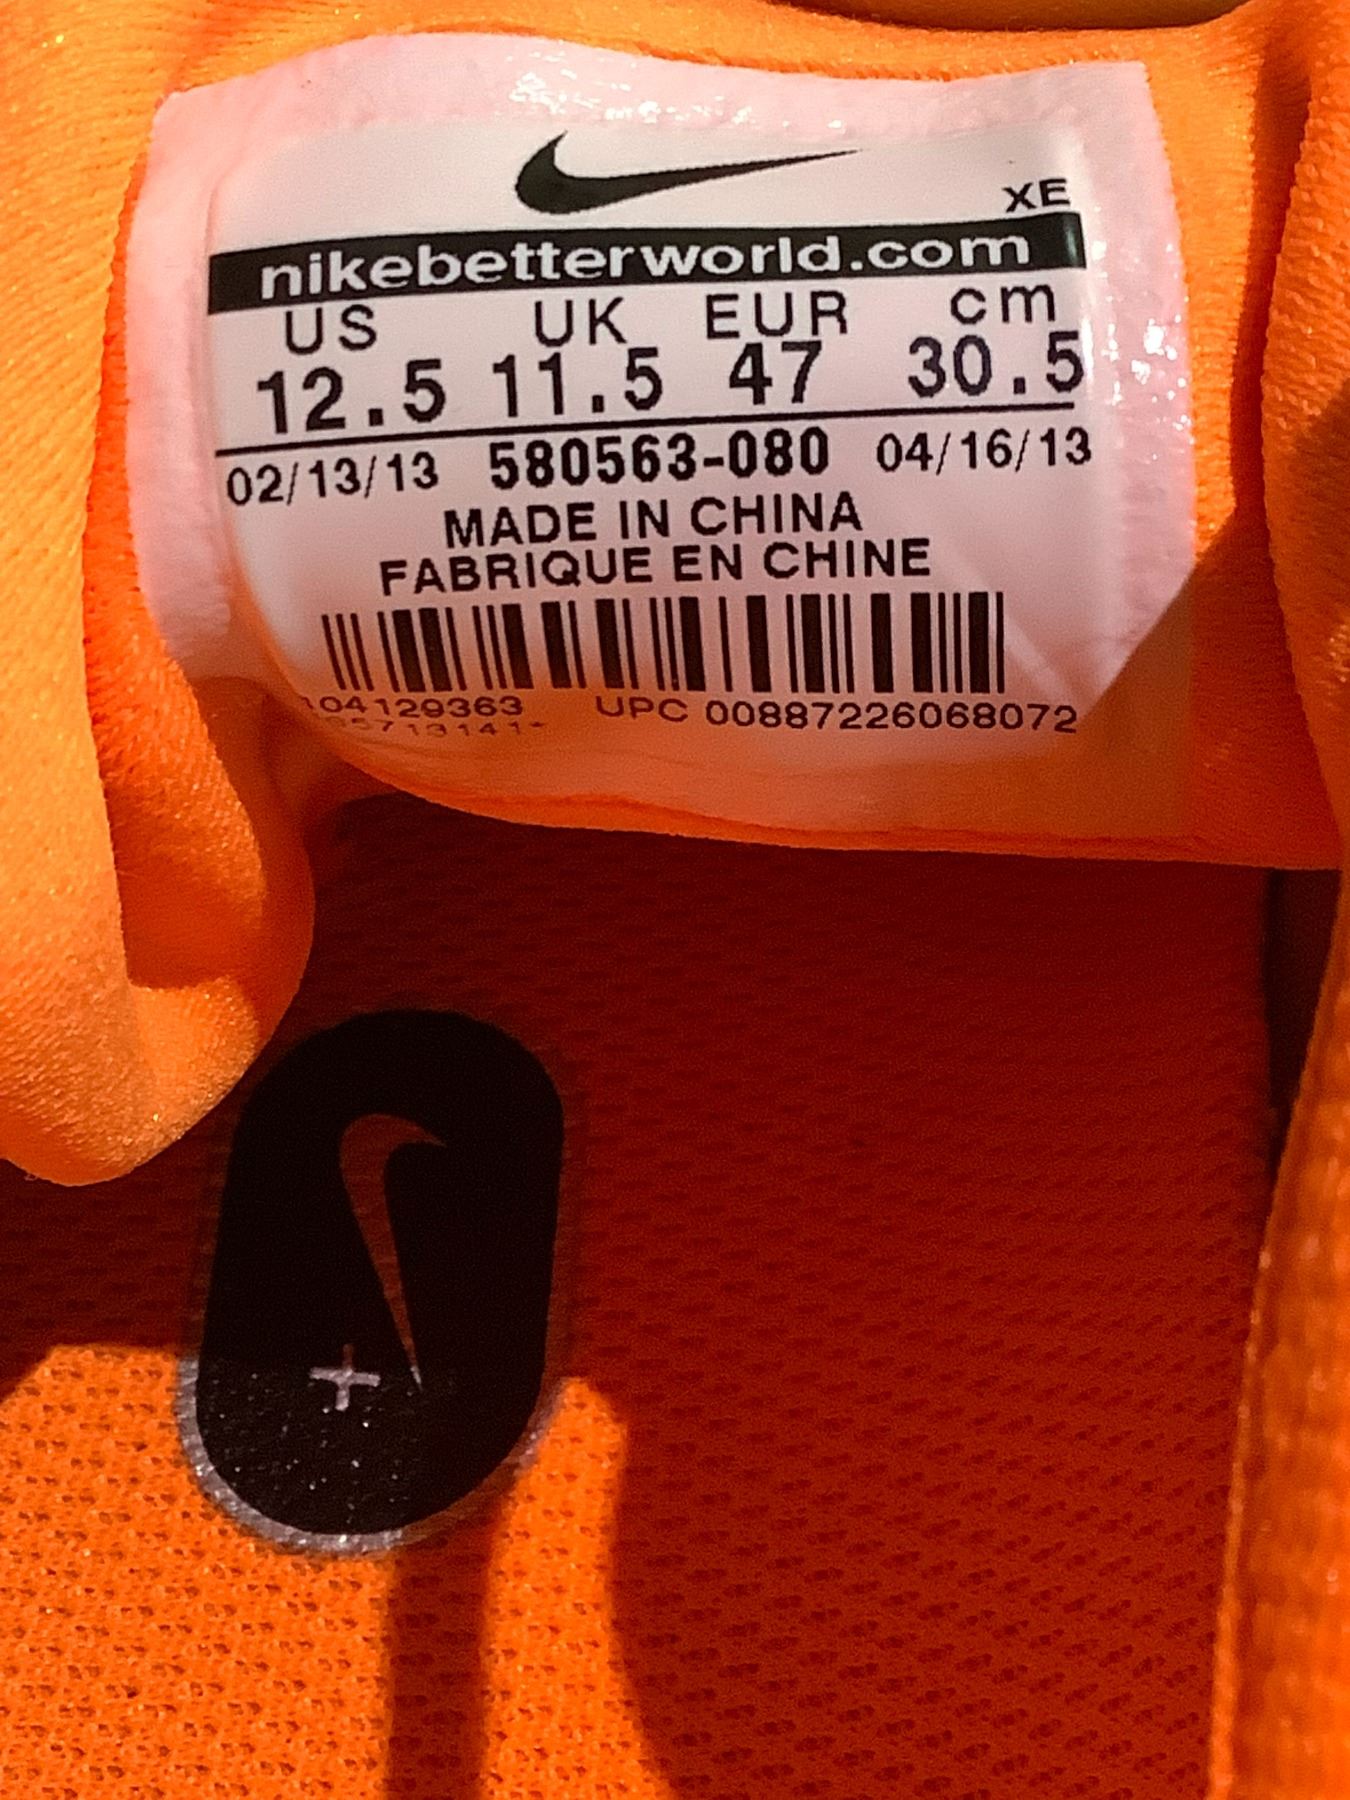 XE
nikebetterworld.com
US UK EUR cm
12.5 11.5 47 30.5
02/13/13 580563-080 04/16/13
MADE IN CHINA
FABRIQUE EN CHINE
UPC 00887226068072
+